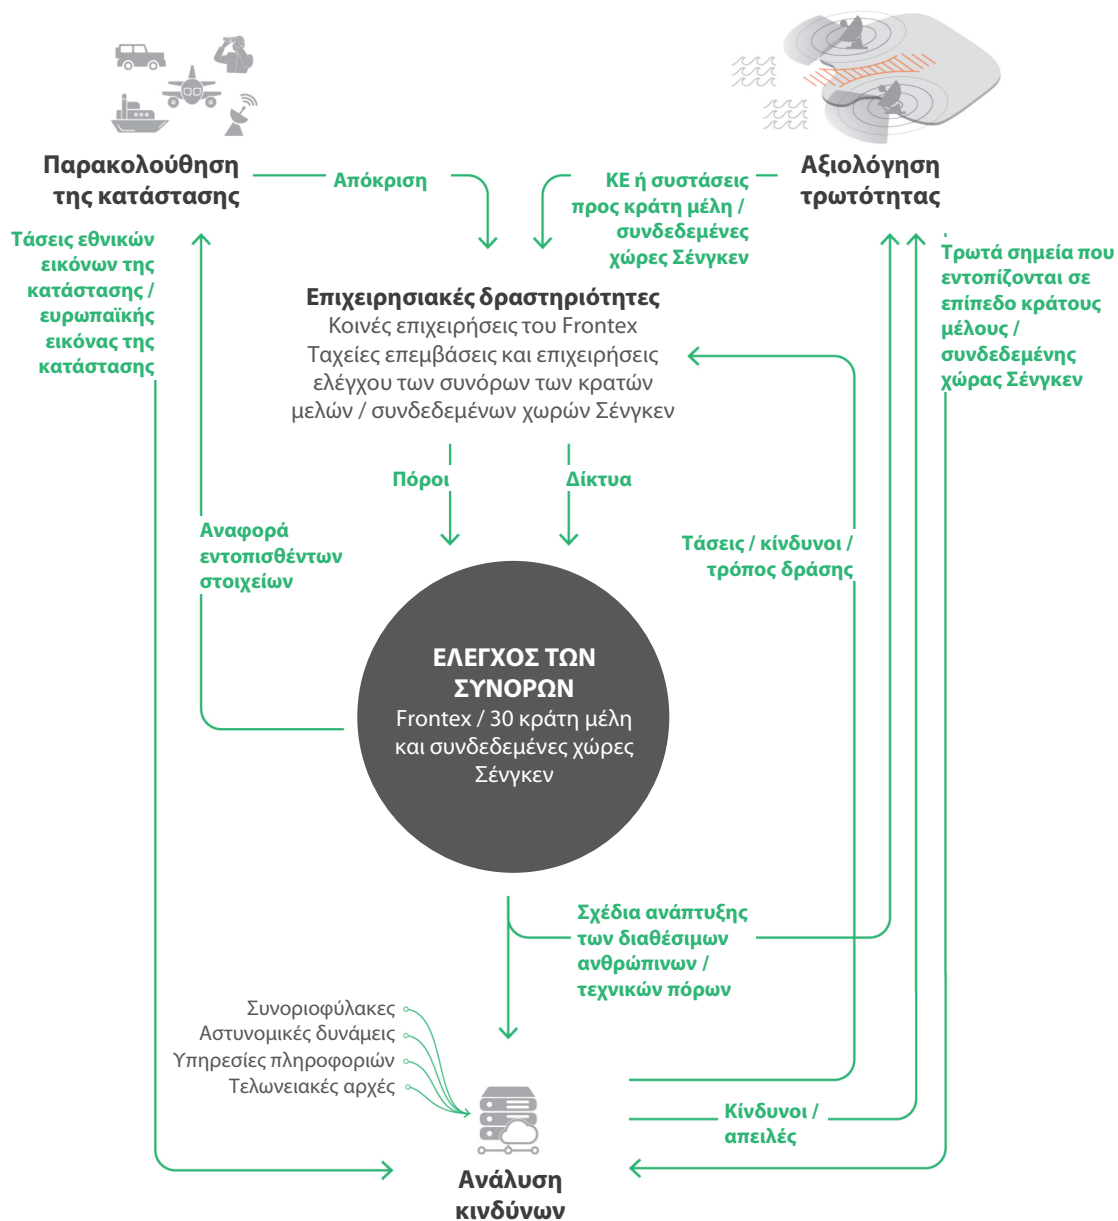 Παρακολούθηση
της κατάστασης
Αξιολόγηση
τρωτότητας
Απόκριση
ΚΕ ή συστάσεις
προς κράτη μέλη /
συνδεδεμένες
χώρες Σένγκεν
Τάσεις εθνικών
εικόνων της
κατάστασης /
ευρωπαϊκής
εικόνας της
κατάστασης
Τρωτά σημεία που
εντοπίζονται σε
επίπεδο κράτους
μέλους /
συνδεδεμένης
χώρας Σένγκεν
Επιχειρησιακές δραστηριότητες
Κοινές επιχειρήσεις του Frontex
Ταχείες επεμβάσεις και επιχειρήσεις
ελέγχου των συνόρων των κρατών
μελών / συνδεδεμένων χωρών Σένγκεν
Πόροι
Δίκτυα
Αναφορά
εντοπισθέντων
στοιχείων
Τάσεις / κίνδυνοι /
τρόπος δράσης
ΕΛΕΓΧΟΣ ΤΩΝ
ΣΥΝΟΡΩΝ
Frontex / 30 κράτη μέλη
και συνδεδεμένες χώρες
Σένγκεν
Σχέδια ανάπτυξης
των διαθέσιμων
ανθρώπινων /
τεχνικών πόρων
Συνοριοφύλακες
Αστυνομικές δυνάμεις
Υπηρεσίες πληροφοριών
Τελωνειακές αρχές
Κίνδυνοι /
απειλές
Ανάλυση
κινδύνων